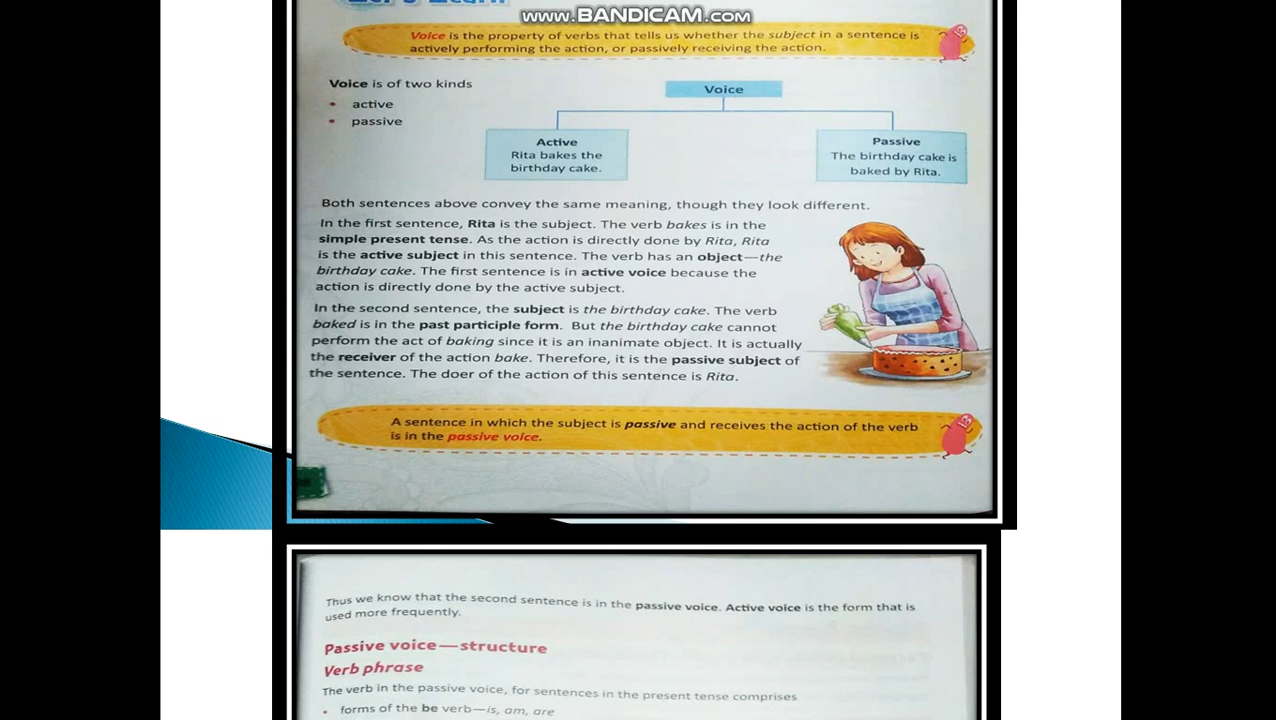 Let's Learn
www.BANDICAM.com
Voice is the property of verbs that tells us whether the subject in a sentence is
actively performing the action, or passively receiving the action.
Voice is of two kinds
• active
• passive
Voice
Active
Rita bakes the
birthday cake.
Passive
The birthday cake is
baked by Rita.
Both sentences above convey the same meaning, though they look different.
In the first sentence, Rita is the subject. The verb bakes is in the
simple present tense. As the action is directly done by Rita, Rita
is the active subject in this sentence. The verb has an object—the
birthday cake. The first sentence is in active voice because the
action is directly done by the active subject.
In the second sentence, the subject is the birthday cake. The verb
baked is in the past participle form. But the birthday cake cannot
perform the act of baking since it is an inanimate object. It is actually
the receiver of the action bake. Therefore, it is the passive subject of
the sentence. The doer of the action of this sentence is Rita.
A sentence in which the subject is passive and receives the action of the verb
is in the passive voice.
Thus we know that the second sentence is in the passive voice. Active voice is the form that is
used more frequently.
Passive voice—structure
Verb phrase
The verb in the passive voice, for sentences in the present tense comprises
• forms of the be verb—is, am, are